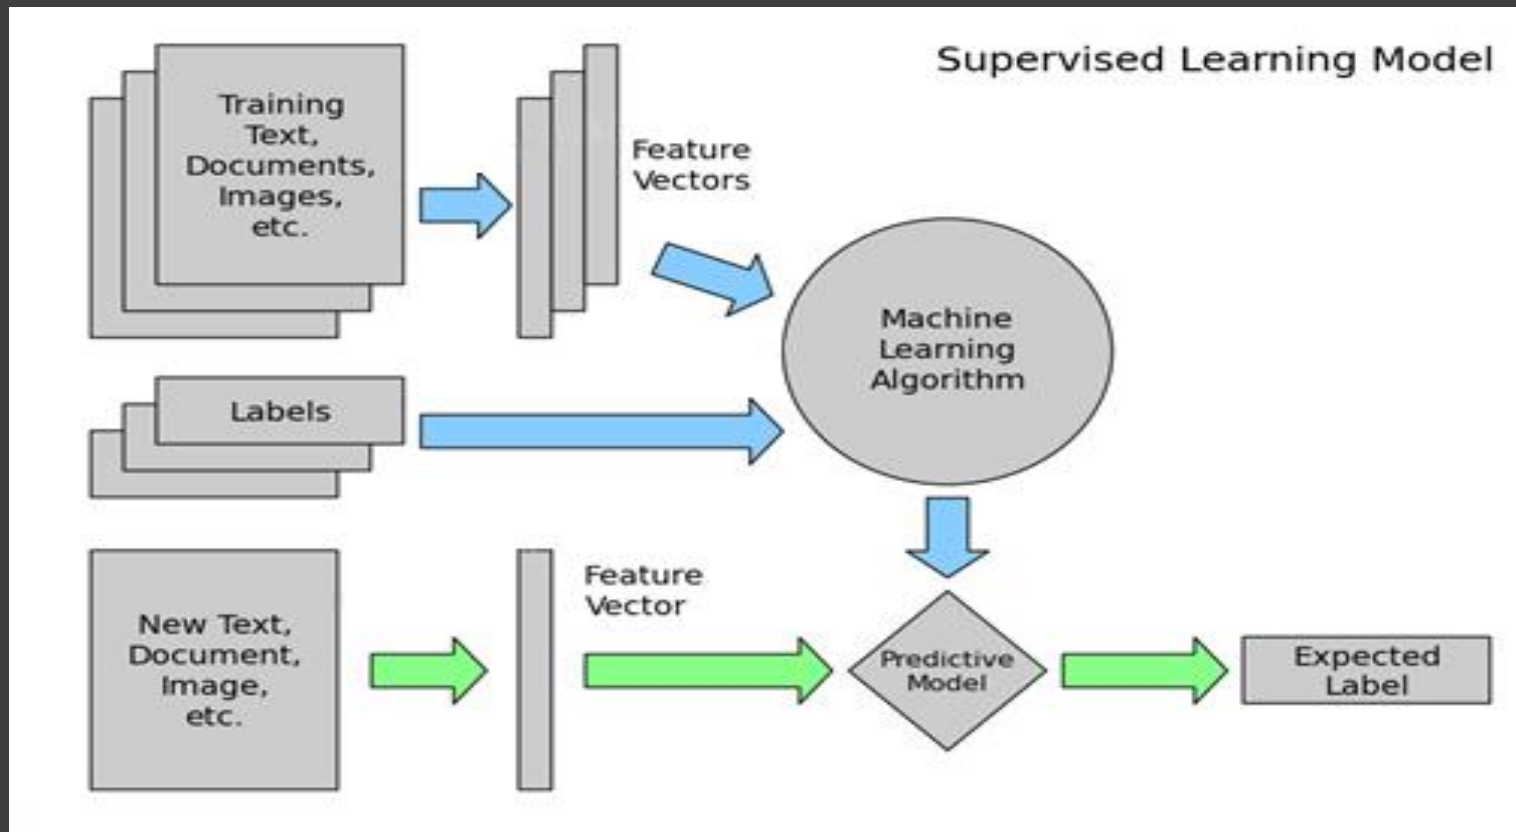 Supervised Learning Model
Training
Text,
Documents,
Images,
etc.
Feature
Vectors
Machine
Learning
Algorithm
Labels
New Text,
Document,
Image,
etc.
Feature
Vector
Predictive
Model
Expected
Label